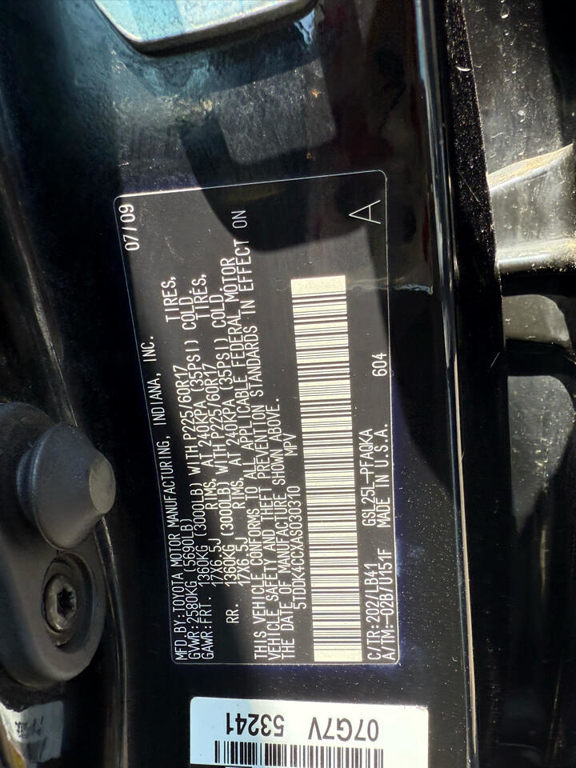 MFD.BY:TOYOTA MOTOR MANUFACTURING, INDIANA, INC. 07/09
GVWR:2580KG (5690LB)
GAWR:FRT. 1360KG (3000LB) WITH P225/60R17 TIRES,
17X6.5J RIMS, AT 240KPA (35PSI) COLD.
RR. 1360KG (3000LB) WITH P225/60R17 TIRES,
17X6.5J RIMS, AT 240KPA (35PSI) COLD.
THIS VEHICLE CONFORMS TO ALL APPLICABLE FEDERAL MOTOR
VEHICLE SAFETY AND THEFT PREVENTION STANDARDS IN EFFECT ON
THE DATE OF MANUFACTURE SHOWN ABOVE.
5TDDK4CCXAS030310 MPV
A
604
C/TR:202/LB41 GSL25L-PFAQKA
A/TM:-02B/U151F MADE IN U.S.A.
53241
07G7V